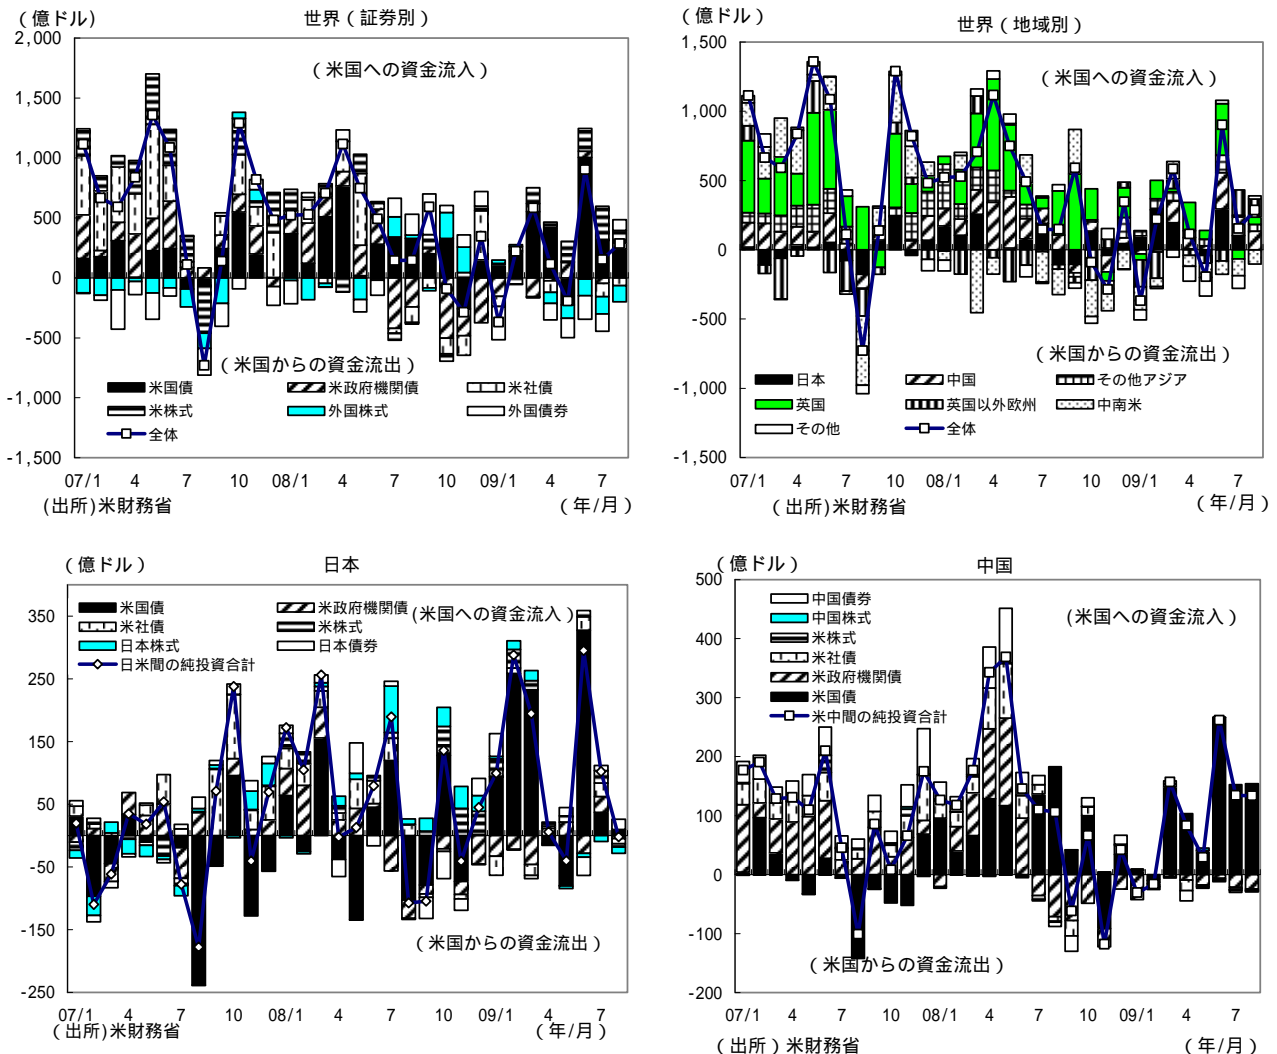 （億ドル）
世界（証券別）
2,000
1,500
1,000
500
0
-500
-1,000
-1,500
（米国への資金流入）
（米国からの資金流出）
米国債 米政府機関債 米社債
米株式 外国株式 外国債券
全体
07/1 4 7 10 08/1 4 7 10 09/1 4 7
(出所)米財務省
（年/月）
（億ドル）
世界（地域別）
1,500
1,000
500
0
-500
-1,000
-1,500
（米国への資金流入）
（米国からの資金流出）
日本 中国 その他アジア
英国 英国以外欧州 中南米
その他 全体
07/1 4 7 10 08/1 4 7 10 09/1 4 7
（出所)米財務省
（年/月）
（億ドル）
日本
350
250
150
50
-50
-150
-250
米国債 米政府機関債
米社債 米株式
日本株式 日本債券
日米間の純投資合計
(米国への資金流入）
（米国からの資金流出）
07/1 4 7 10 08/1 4 7 10 09/1 4 7
（出所)米財務省
（年/月）
（億ドル）
中国
500
400
300
200
100
0
-100
-200
中国債券
中国株式
米株式
米社債
米政府機関債
米国債
米中間の純投資合計
(米国への資金流入）
（米国からの資金流出）
07/1 4 7 10 08/1 4 7 10 09/1 4 7
（出所）米財務省
（年/月）